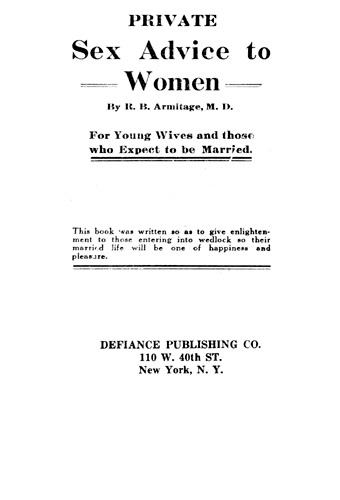 PRIVATE
Sex Advice to
Women
By R. B. Armitage, M. D.
For Young Wives and those
who Expect to be Married.
This book was written so as to give enlighten-
ment to those entering into wedlock so their
married life will be one of happiness and
pleasure.
DEFIANCE PUBLISHING CO.
110 W. 40th ST.
New York, N. Y.